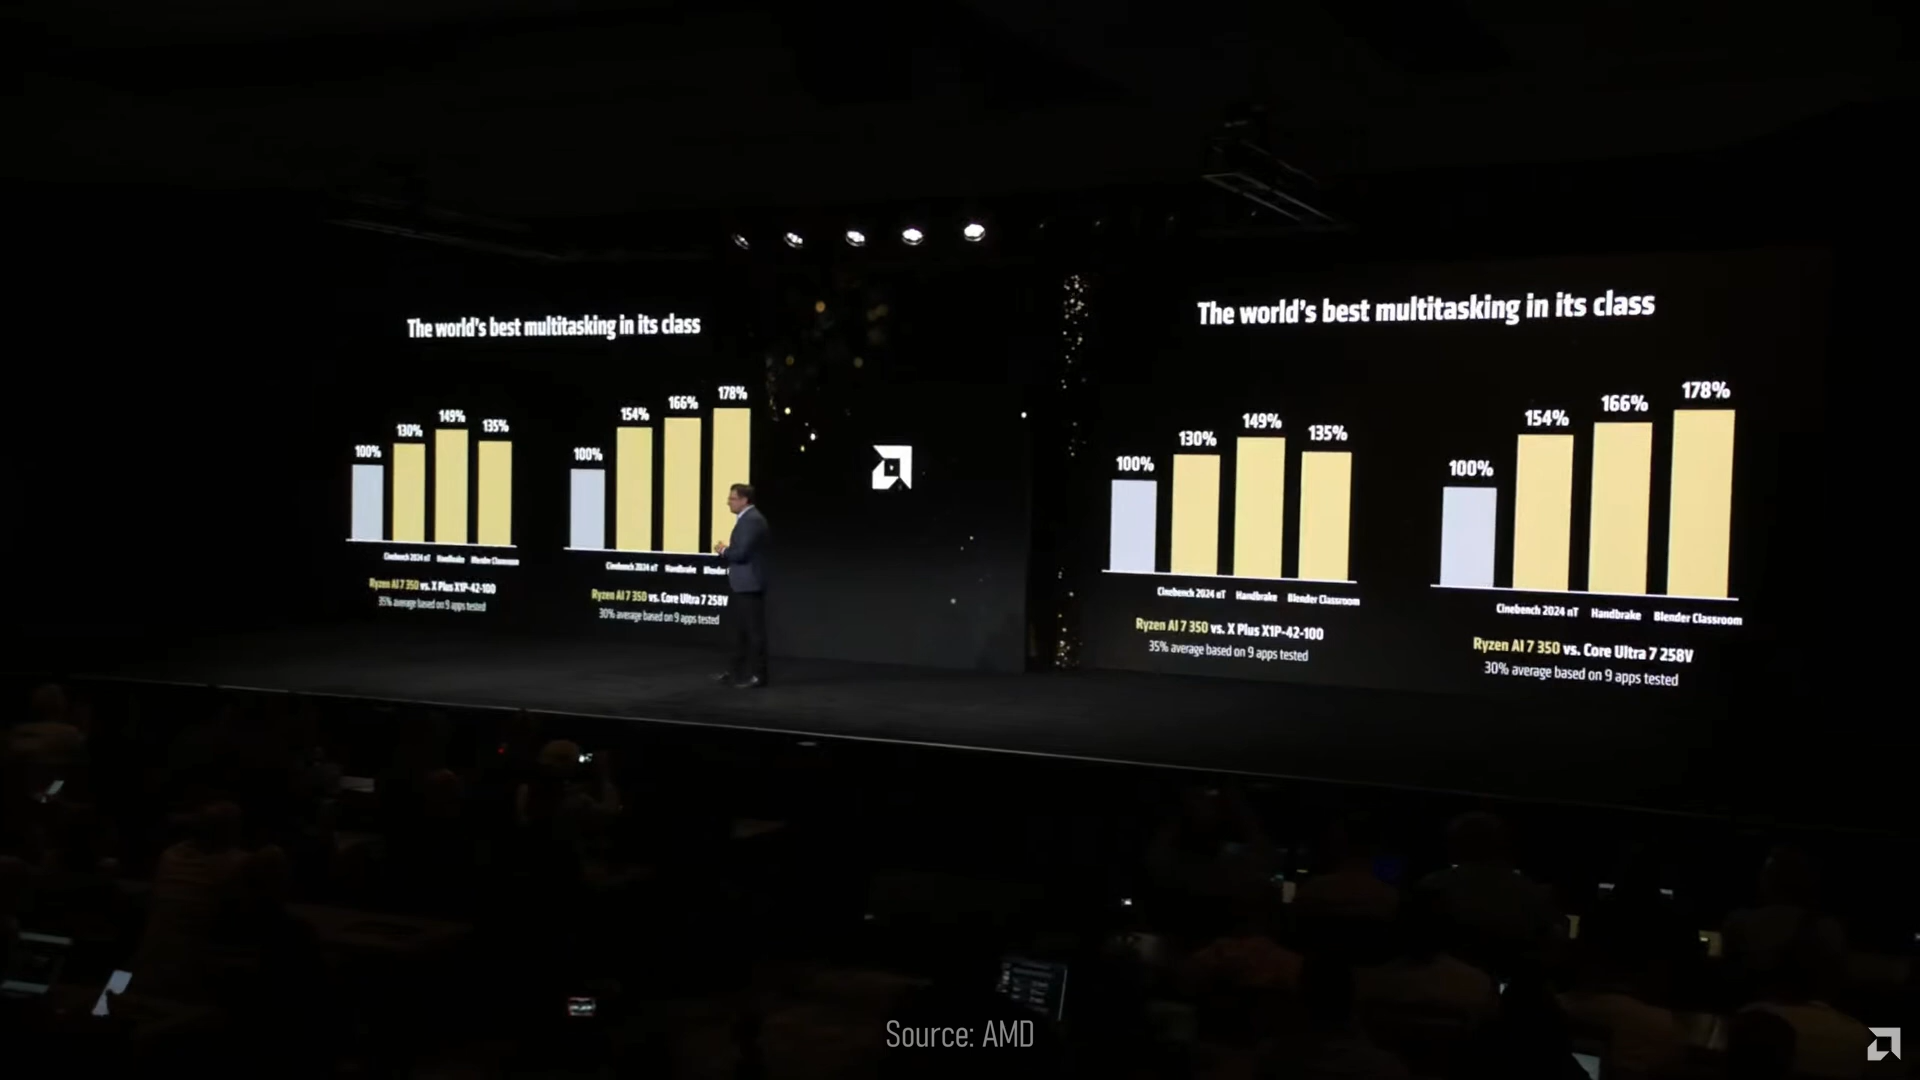 The world's best multitasking in its class
100% 130% 149% 135%
Cinebench 2024 nT Handbrake Blender Classroom
Ryzen AI 7 350 vs. X Plus X1P-42-100
35% average based on 9 apps tested
100% 154% 166% 178%
Cinebench 2024 nT Handbrake Blender
Ryzen AI 7 350 vs. Core Ultra 7 258V
30% average based on 9 apps tested
The world's best multitasking in its class
100% 130% 149% 135%
Cinebench 2024 nT Handbrake Blender Classroom
Ryzen AI 7 350 vs. X Plus X1P-42-100
35% average based on 9 apps tested
100% 154% 166% 178%
Cinebench 2024 nT Handbrake Blender Classroom
Ryzen AI 7 350 vs. Core Ultra 7 258V
30% average based on 9 apps tested
Source: AMD